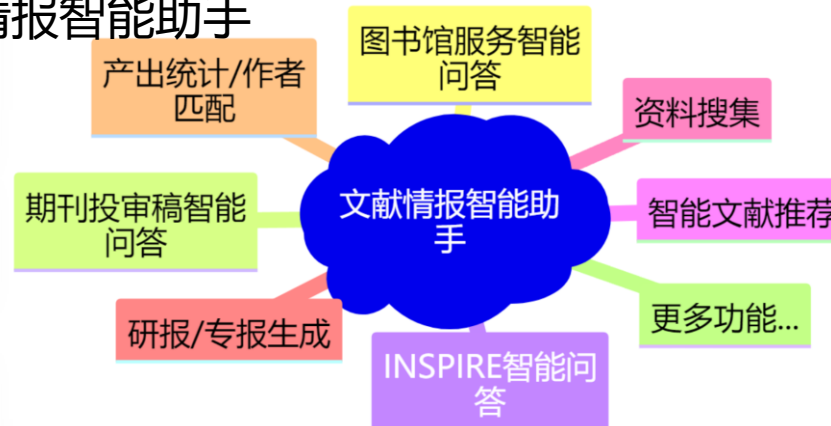 情报智能助手
图书馆服务智能
问答
产出统计/作者
匹配
资料搜集
期刊投审稿智能
问答
文献情报智能助
手
智能文献推荐
研报/专报生成
更多功能...
INSPIRE智能问
答